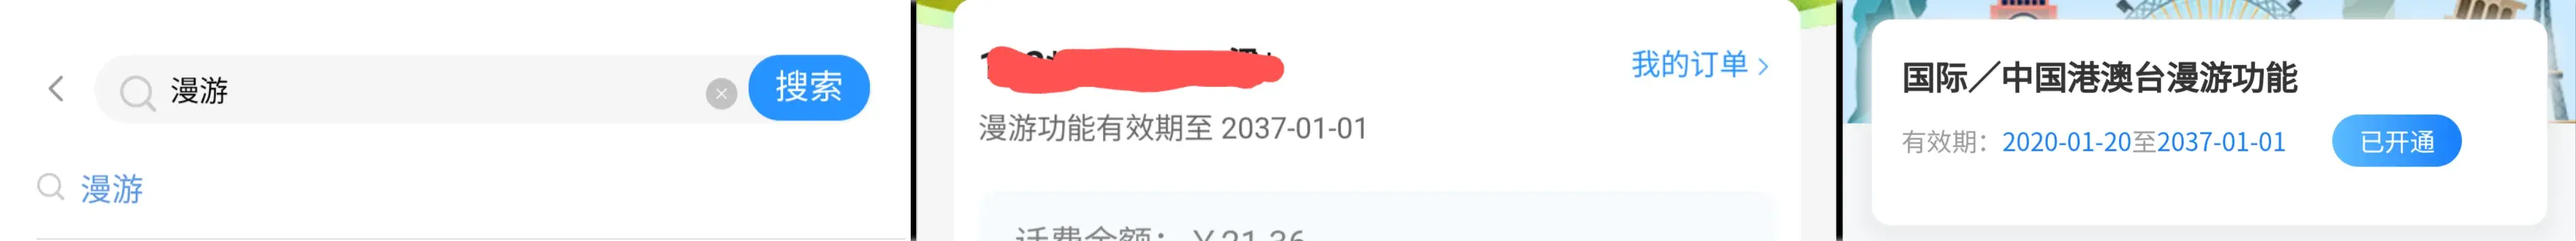 漫游
搜索
漫游
我的订单
漫游功能有效期至 2037-01-01
话费金额：￥21.36
国际／中国港澳台漫游功能
有效期：2020-01-20至2037-01-01
已开通